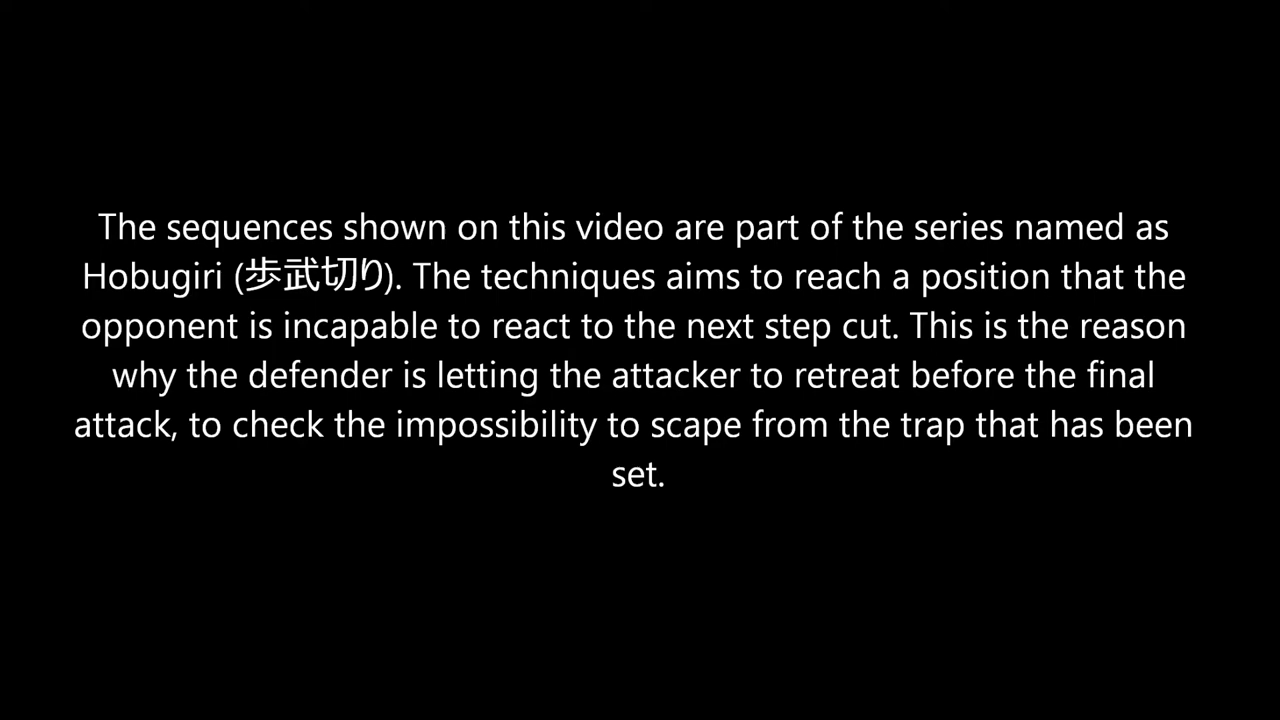 The sequences shown on this video are part of the series named as
Hobugiri (歩武切り). The techniques aims to reach a position that the
opponent is incapable to react to the next step cut. This is the reason
why the defender is letting the attacker to retreat before the final
attack, to check the impossibility to scape from the trap that has been
set.